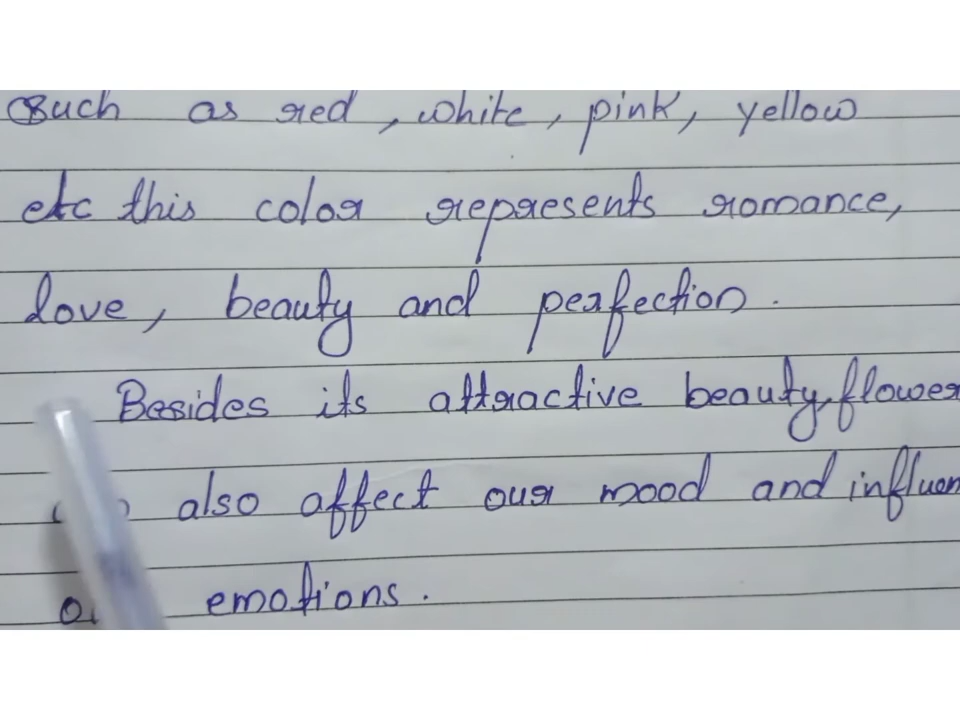 Such as red, white, pink, yellow
etc this color represents romance,
love, beauty and perfection.
Besides its attractive beauty, flower
also affect our mood and influen
emotions.